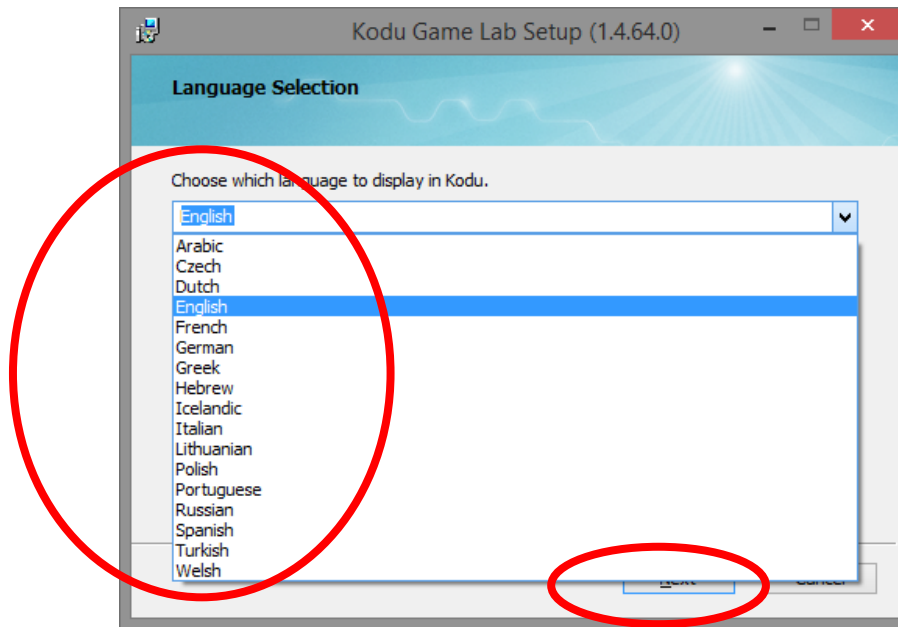 Kodu Game Lab Setup (1.4.64.0)
Language Selection
Choose which language to display in Kodu.
English
Arabic
Czech
Dutch
English
French
German
Greek
Hebrew
Icelandic
Italian
Lithuanian
Polish
Portuguese
Russian
Spanish
Turkish
Welsh
Next Cancel